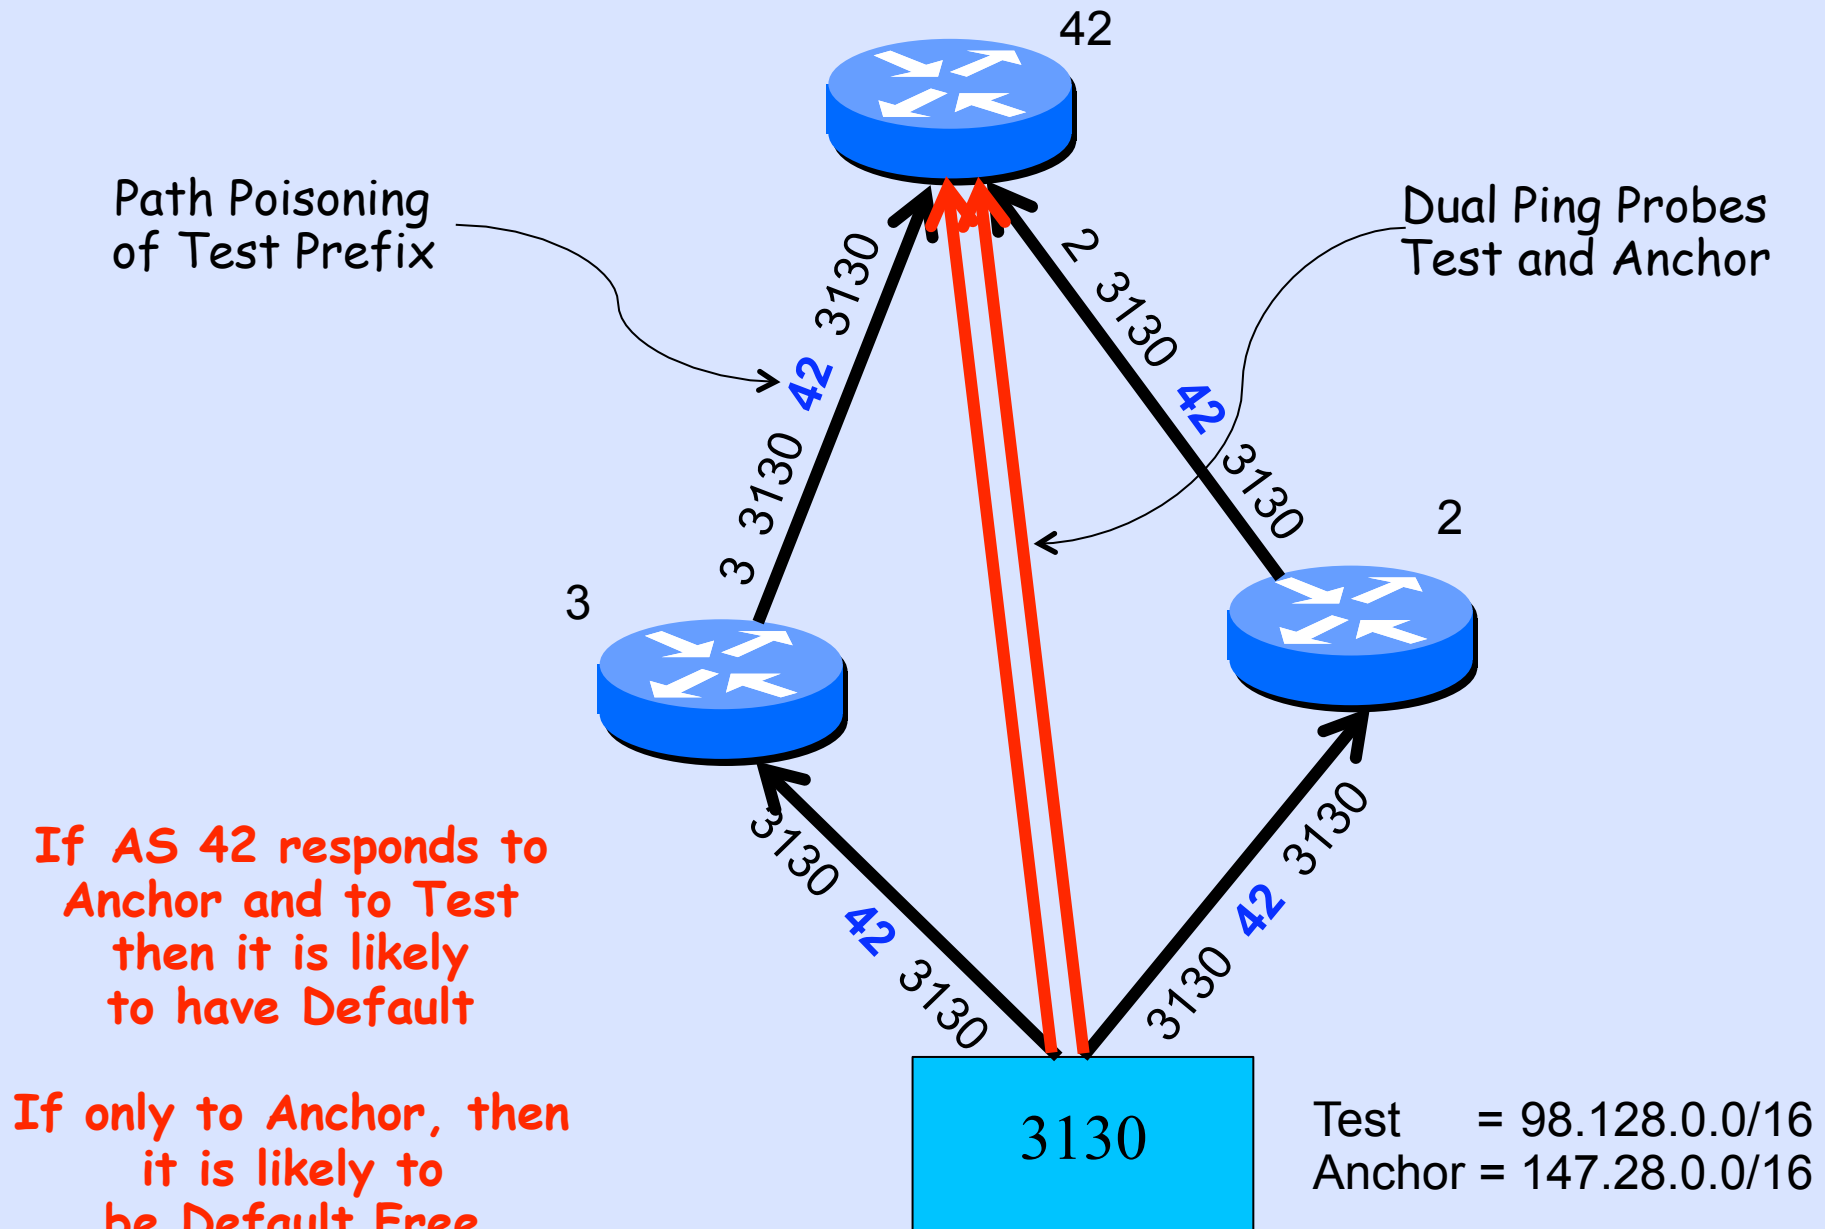 42
Path Poisoning
of Test Prefix
Dual Ping Probes
Test and Anchor
3 3130 42 3130
2 3130 42 3130
3
2
3130 42 3130
3130 42 3130
If AS 42 responds to
Anchor and to Test
then it is likely
to have Default
If only to Anchor, then
it is likely to
be Default Free
3130
Test = 98.128.0.0/16
Anchor = 147.28.0.0/16